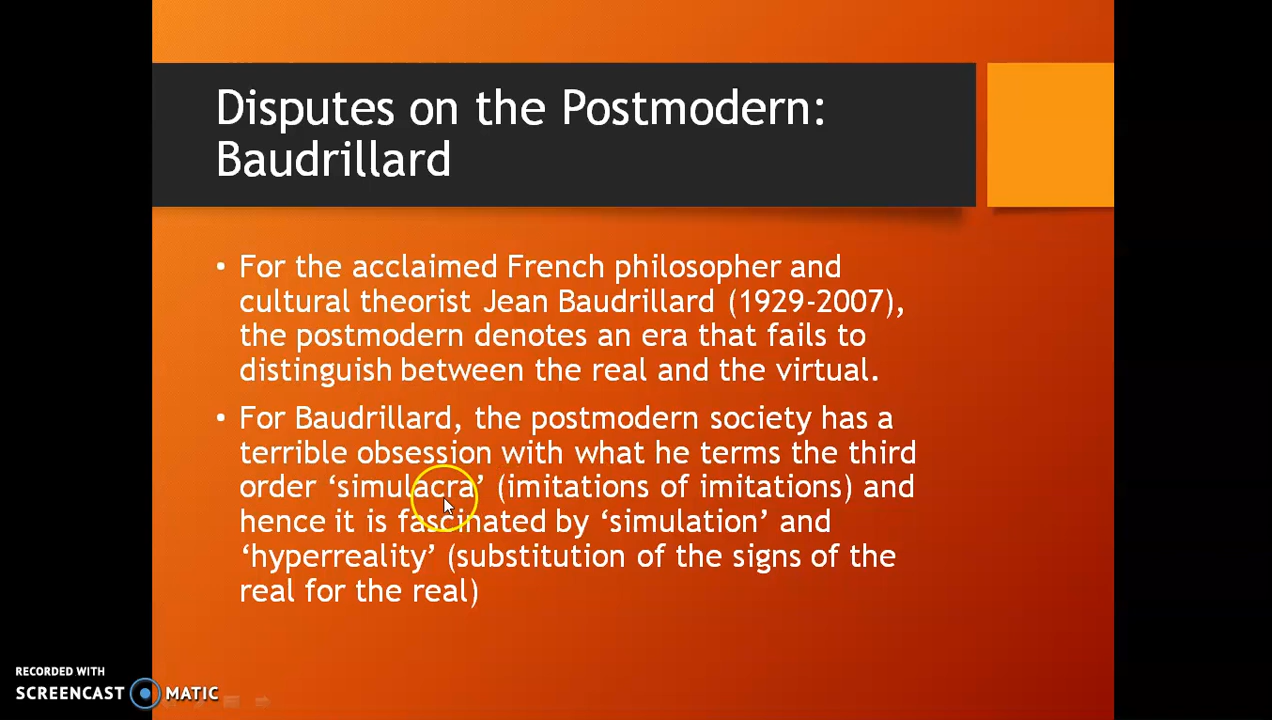 Disputes on the Postmodern:
Baudrillard
• For the acclaimed French philosopher and
cultural theorist Jean Baudrillard (1929-2007),
the postmodern denotes an era that fails to
distinguish between the real and the virtual.
• For Baudrillard, the postmodern society has a
terrible obsession with what he terms the third
order ‘simulacra’ (imitations of imitations) and
hence it is fascinated by ‘simulation’ and
‘hyperreality’ (substitution of the signs of the
real for the real)
RECORDED WITH
SCREENCAST MATIC